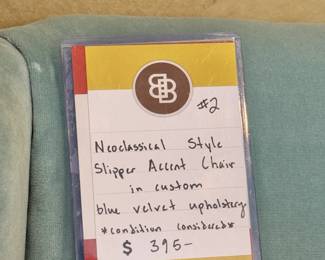 #2
Neoclassical Style
Slipper Accent Chair
in custom
blue velvet upholstery
*condition considered*
$ 395-